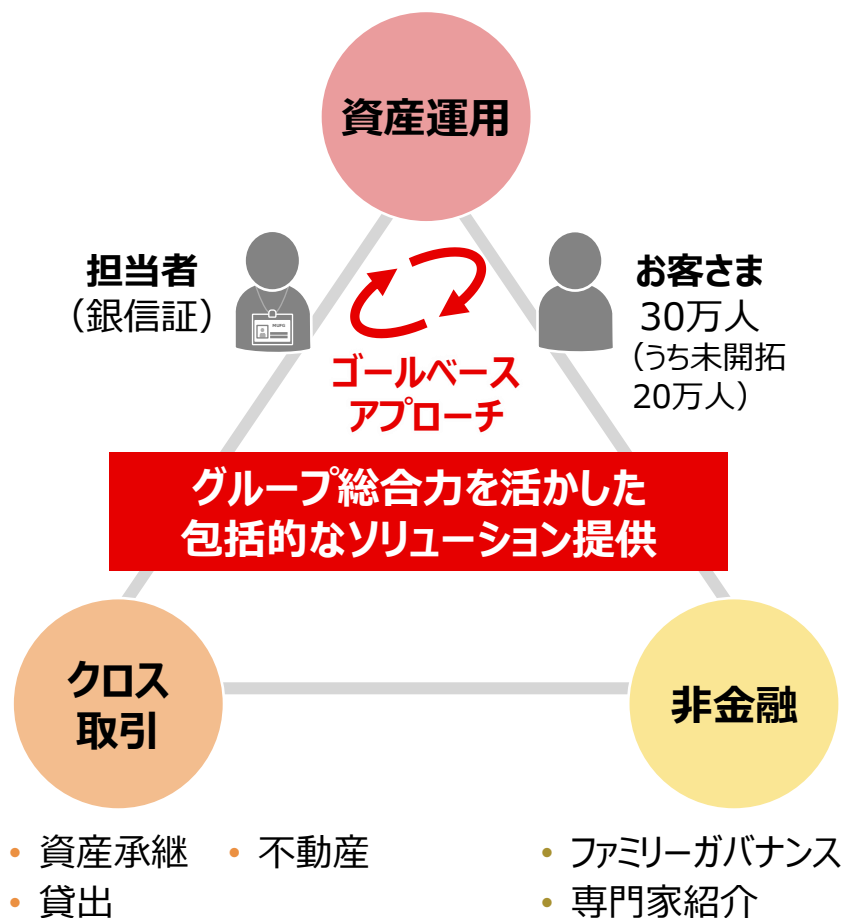 資産運用
担当者
（銀信証）
MUFG
お客さま
30万人
（うち未開拓
20万人）
ゴールベース
アプローチ
グループ総合力を活かした
包括的なソリューション提供
クロス
取引
非金融
• 資産承継 • 不動産
• 貸出
• ファミリーガバナンス
• 専門家紹介